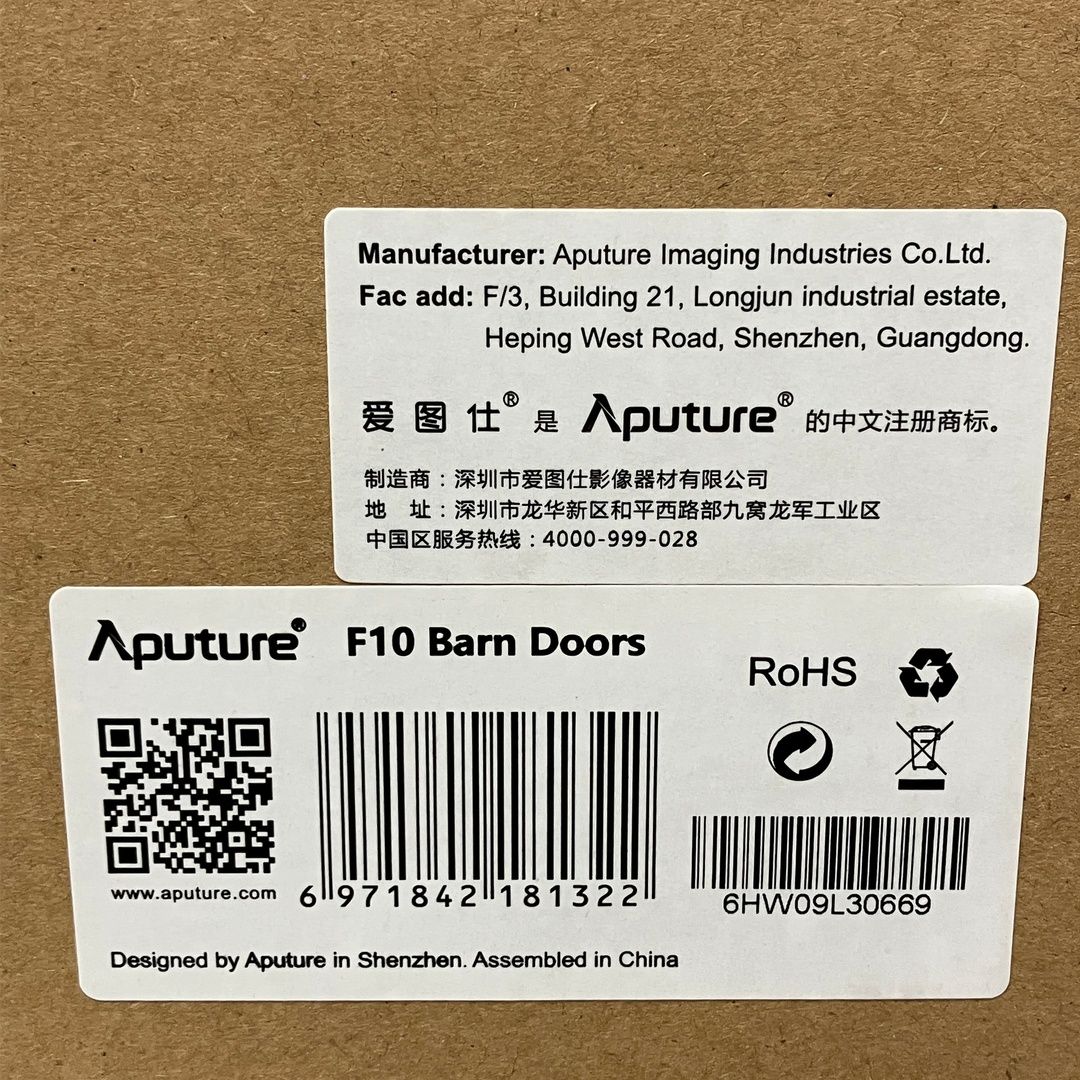 Manufacturer: Aputure Imaging Industries Co.Ltd.
Fac add: F/3, Building 21, Longjun industrial estate,
Heping West Road, Shenzhen, Guangdong.
爱图仕® 是 Aputure® 的中文注册商标。
制造商：深圳市爱图仕影像器材有限公司
地 址：深圳市龙华新区和平西路部九窝龙军工业区
中国区服务热线：4000-999-028
Aputure® F10 Barn Doors
RoHS
www.aputure.com
6 971842 181322
6HW09L30669
Designed by Aputure in Shenzhen. Assembled in China